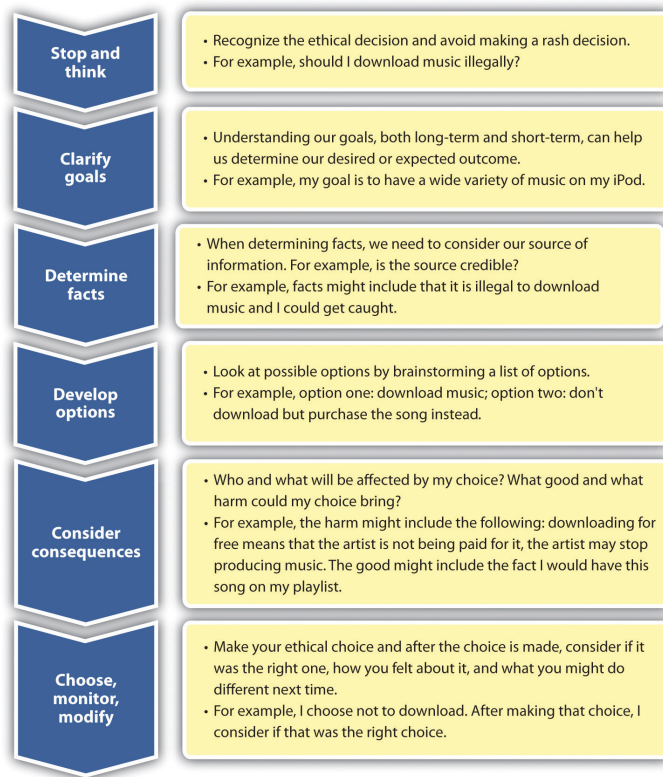 Stop and
think
• Recognize the ethical decision and avoid making a rash decision.
• For example, should I download music illegally?
Clarify
goals
• Understanding our goals, both long-term and short-term, can help
us determine our desired or expected outcome.
• For example, my goal is to have a wide variety of music on my iPod.
Determine
facts
• When determining facts, we need to consider our source of
information. For example, is the source credible?
• For example, facts might include that it is illegal to download
music and I could get caught.
Develop
options
• Look at possible options by brainstorming a list of options.
• For example, option one: download music; option two: don't
download but purchase the song instead.
Consider
consequences
• Who and what will be affected by my choice? What good and what
harm could my choice bring?
• For example, the harm might include the following: downloading for
free means that the artist is not being paid for it, the artist may stop
producing music. The good might include the fact I would have this
song on my playlist.
Choose,
monitor,
modify
• Make your ethical choice and after the choice is made, consider if it
was the right one, how you felt about it, and what you might do
different next time.
• For example, I choose not to download. After making that choice, I
consider if that was the right choice.